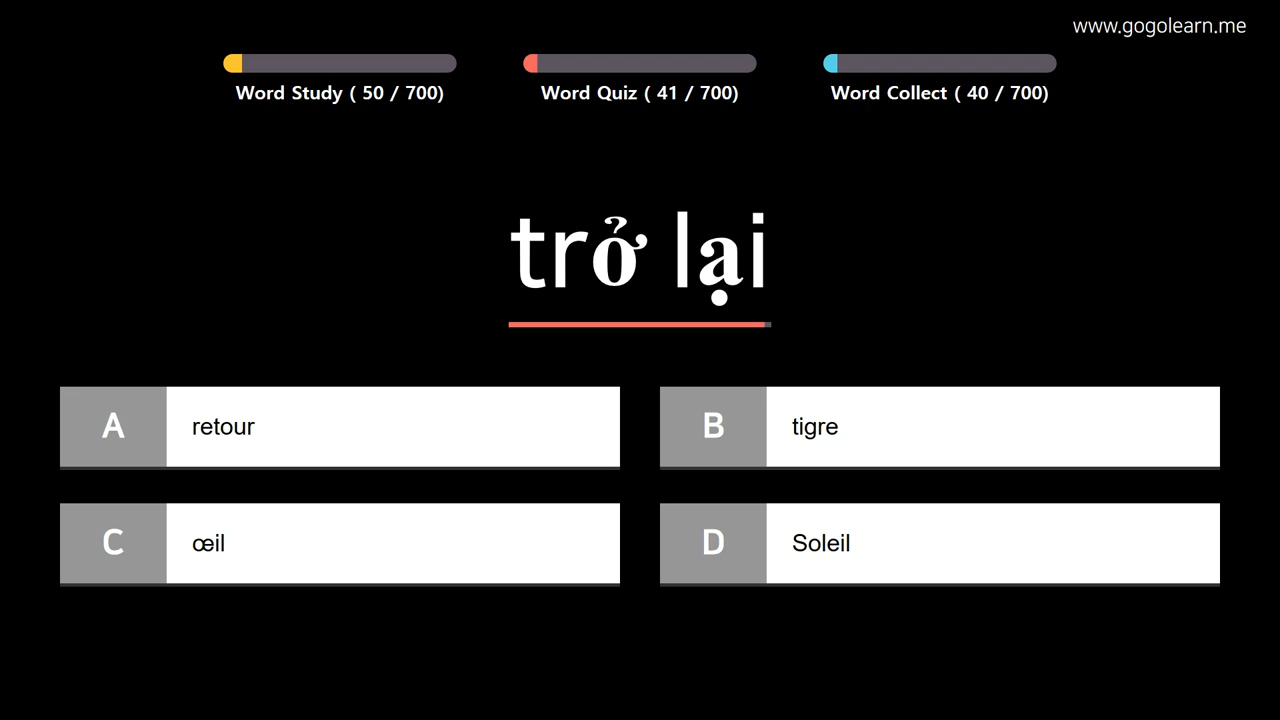 www.gogolearn.me
Word Study ( 50 / 700)
Word Quiz ( 41 / 700)
Word Collect ( 40 / 700)
trở lại
A retour
B tigre
C œil
D Soleil